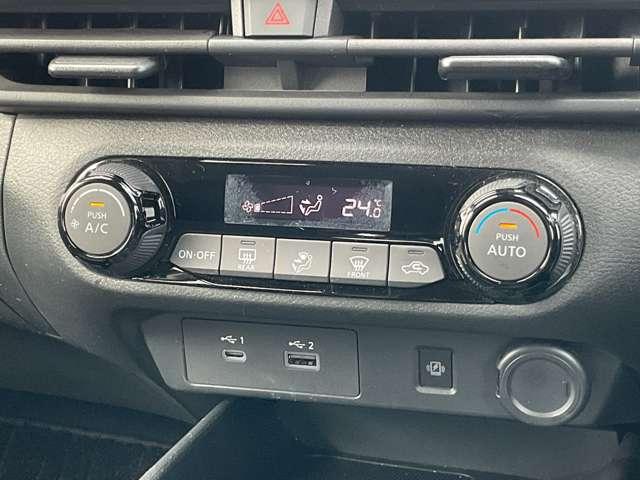 PUSH
A/C
24.0 °C
PUSH
AUTO
ON·OFF
REAR
FRONT
1
2